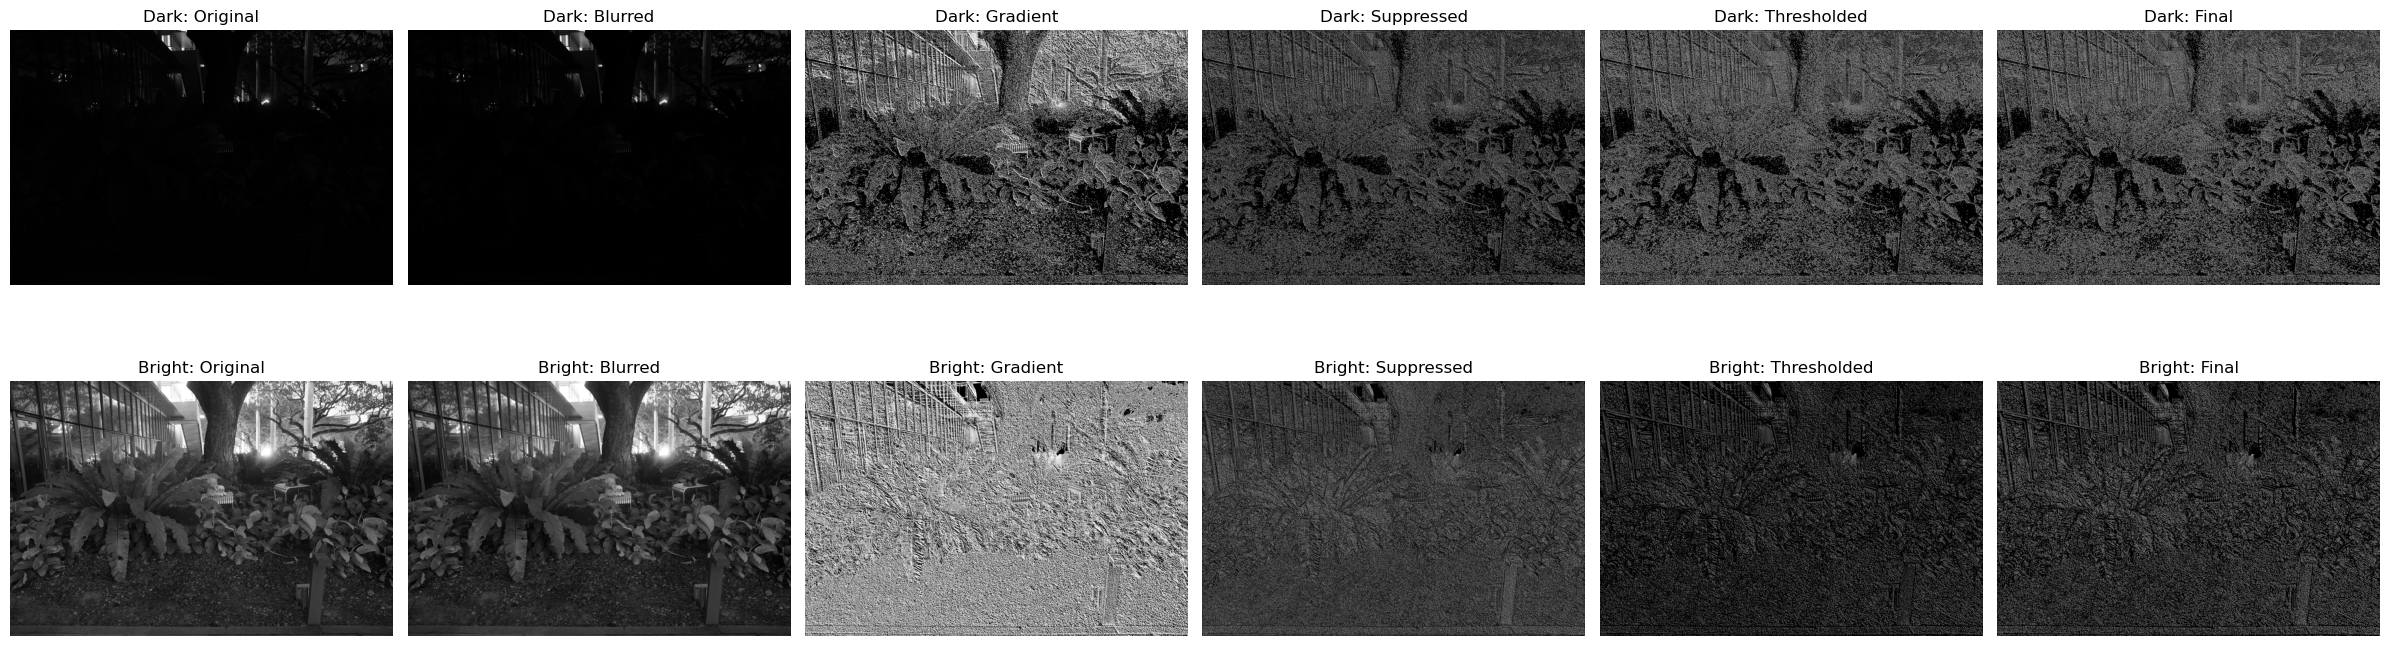 Dark: Original
Dark: Blurred
Dark: Gradient
Dark: Suppressed
Dark: Thresholded
Dark: Final
Bright: Original
Bright: Blurred
Bright: Gradient
Bright: Suppressed
Bright: Thresholded
Bright: Final